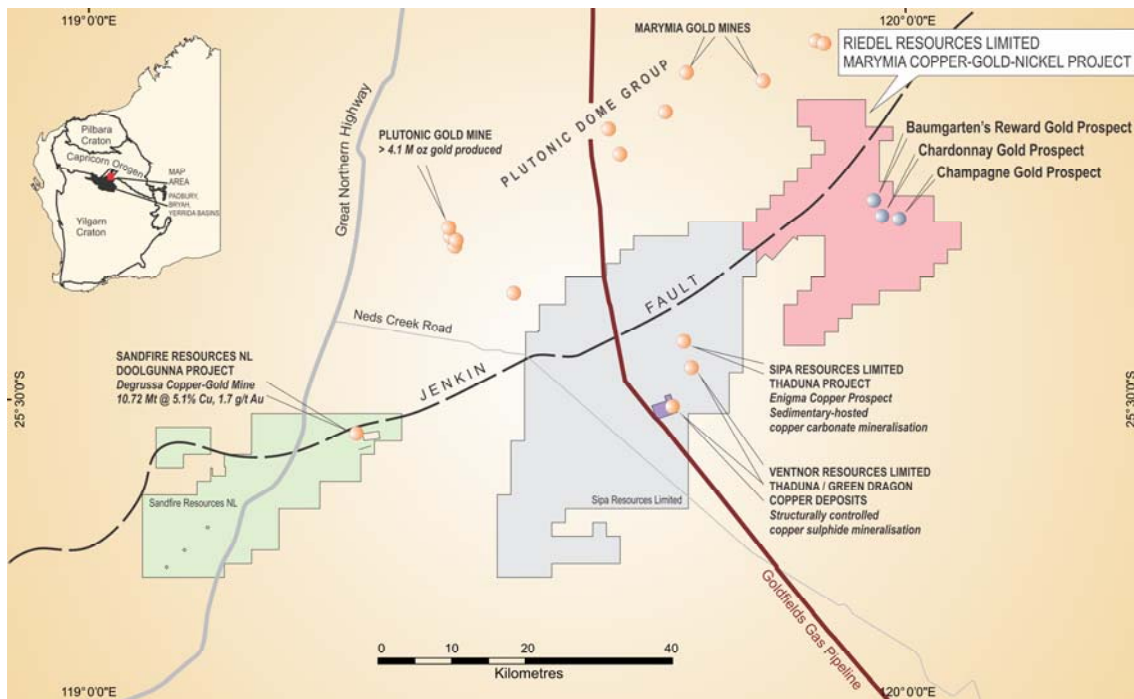 119°0'0"E
120°0'0"E
MARYMIA GOLD MINES
RIEDEL RESOURCES LIMITED
MARYMIA COPPER-GOLD-NICKEL PROJECT
Pilbara
Craton
Capricorn Orogen
MAP
AREA
PADBURY,
BRYAH,
YERRIDA BASINS
Yilgarn
Craton
Great Northern Highway
PLUTONIC GOLD MINE
> 4.1 M oz gold produced
PLUTONIC DOME GROUP
Baumgarten's Reward Gold Prospect
Chardonnay Gold Prospect
Champagne Gold Prospect
Neds Creek Road
JENKIN FAULT
SANDFIRE RESOURCES NL
DOOLGUNNA PROJECT
Degrussa Copper-Gold Mine
10.72 Mt @ 5.1% Cu, 1.7 g/t Au
SIPA RESOURCES LIMITED
THADUNA PROJECT
Enigma Copper Prospect
Sedimentary-hosted
copper carbonate mineralisation
25°30'0"S
25°30'0"S
VENTNOR RESOURCES LIMITED
THADUNA / GREEN DRAGON
COPPER DEPOSITS
Structurally controlled
copper sulphide mineralisation
Sandfire Resources NL
Sipa Resources Limited
Goldfields Gas Pipeline
0 10 20 40
Kilometres
119°0'0"E
120°0'0"E